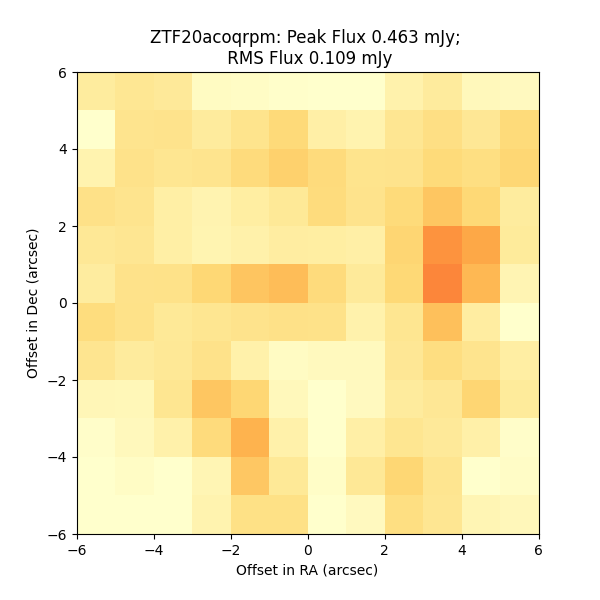 ZTF20acoqrpm: Peak Flux 0.463 mJy;
RMS Flux 0.109 mJy
6
4
2
0
−2
−4
−6
Offset in Dec (arcsec)
−6 −4 −2 0 2 4 6
Offset in RA (arcsec)